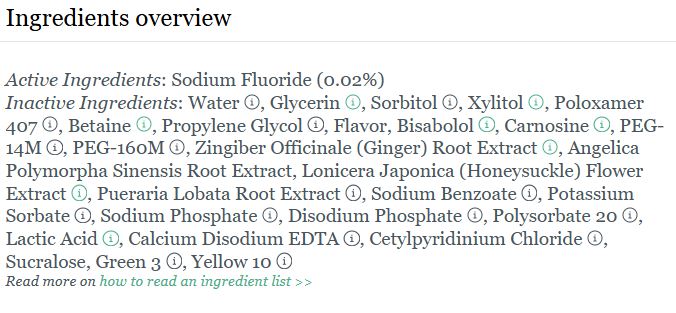 Ingredients overview
Active Ingredients: Sodium Fluoride (0.02%)
Inactive Ingredients: Water ⓘ, Glycerin ⓘ, Sorbitol ⓘ, Xylitol ⓘ, Poloxamer
407 ⓘ, Betaine ⓘ, Propylene Glycol ⓘ, Flavor, Bisabolol ⓘ, Carnosine ⓘ, PEG-
14M ⓘ, PEG-160M ⓘ, Zingiber Officinale (Ginger) Root Extract ⓘ, Angelica
Polymorpha Sinensis Root Extract, Lonicera Japonica (Honeysuckle) Flower
Extract ⓘ, Pueraria Lobata Root Extract ⓘ, Sodium Benzoate ⓘ, Potassium
Sorbate ⓘ, Sodium Phosphate ⓘ, Disodium Phosphate ⓘ, Polysorbate 20 ⓘ,
Lactic Acid ⓘ, Calcium Disodium EDTA ⓘ, Cetylpyridinium Chloride ⓘ,
Sucralose, Green 3 ⓘ, Yellow 10 ⓘ
Read more on how to read an ingredient list >>